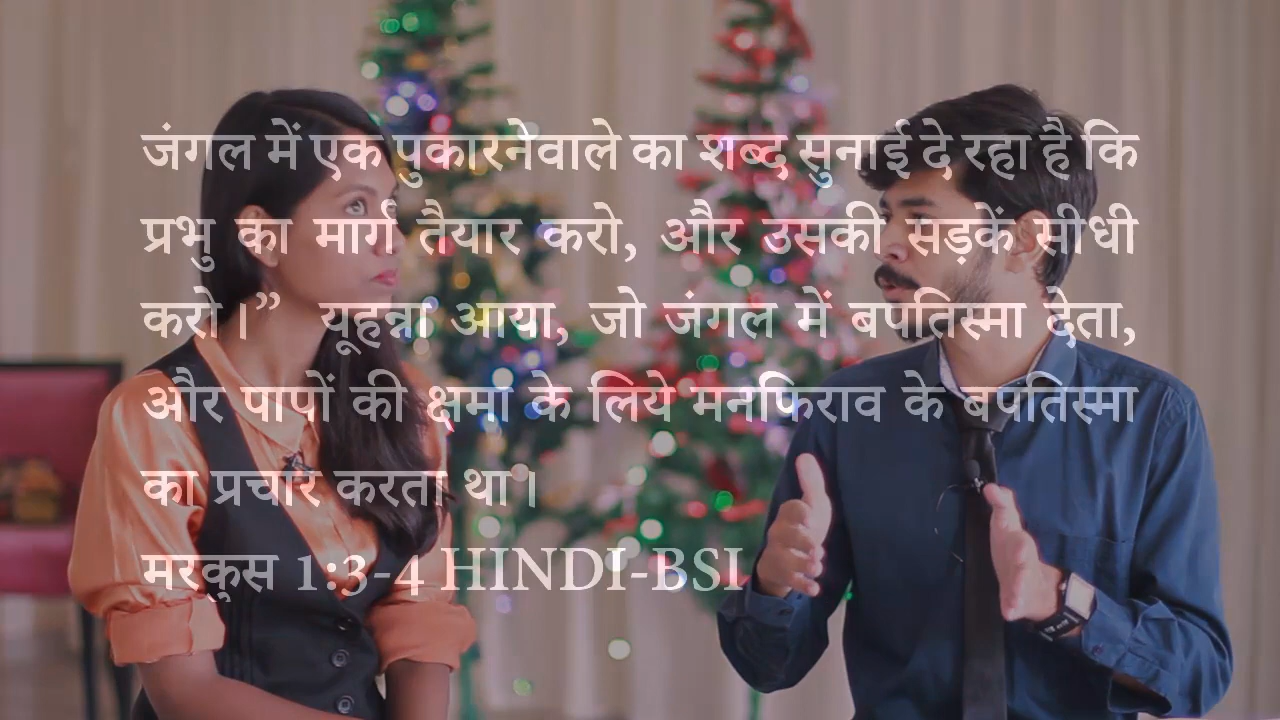 जंगल में एक पुकारनेवाले का शब्द सुनाई दे रहा है कि
प्रभु का मार्ग तैयार करो, और उसकी सड़कें सीधी
करो।” यूहन्ना आया, जो जंगल में बपतिस्मा देता,
और पापों की क्षमा के लिये मनफिराव के बपतिस्मा
का प्रचार करता था।
मरकुस 1:3-4 HINDI-BSI